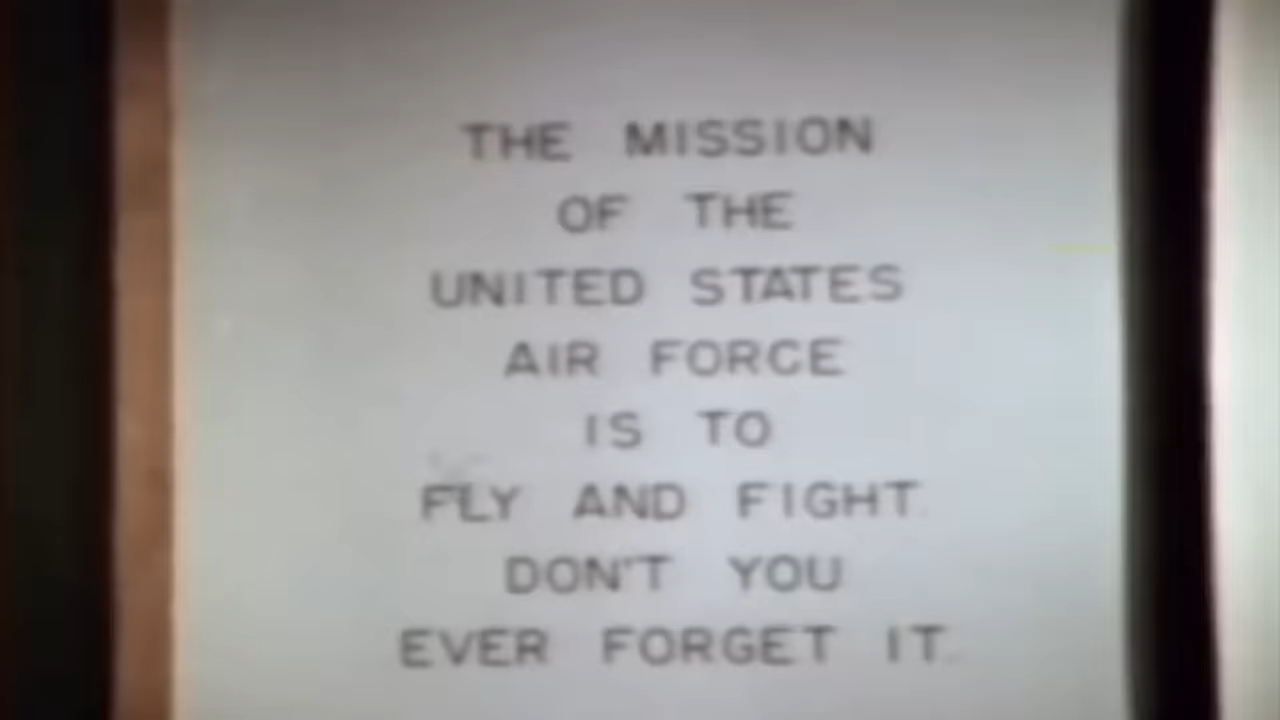 THE MISSION
OF THE
UNITED STATES
AIR FORCE
IS TO
FLY AND FIGHT.
DON'T YOU
EVER FORGET IT.